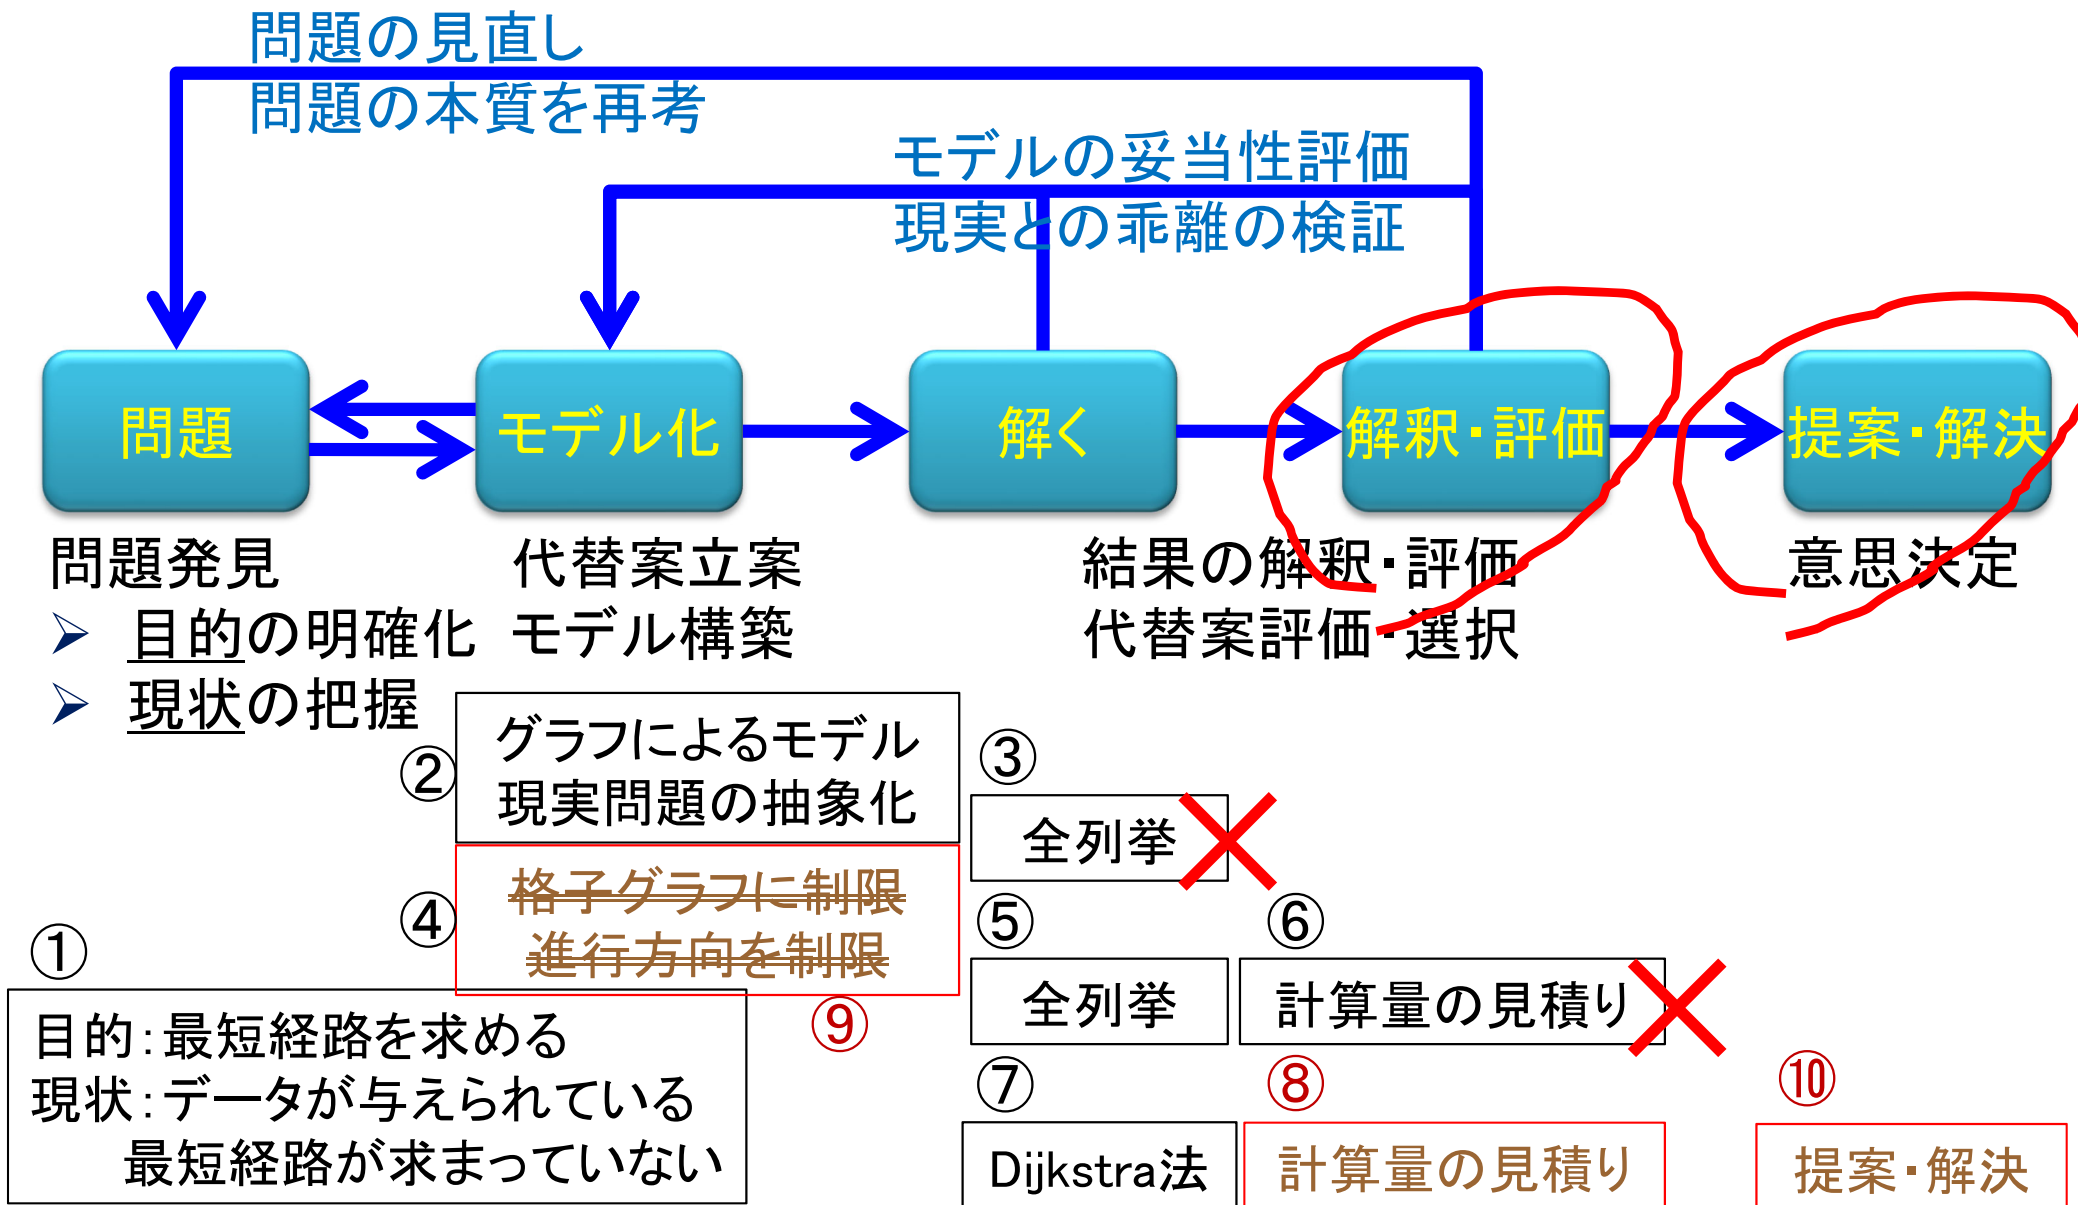 問題の見直し
問題の本質を再考
モデルの妥当性評価
現実との乖離の検証
問題
モデル化
解く
解釈・評価
提案・解決
問題発見
➢ 目的の明確化
➢ 現状の把握
代替案立案
モデル構築
結果の解釈・評価
代替案評価・選択
意思決定
②
グラフによるモデル
現実問題の抽象化
③
全列挙
④
格子グラフに制限
進行方向を制限
⑤
全列挙
⑥
計算量の見積り
①
目的：最短経路を求める
現状：データが与えられている
最短経路が求まっていない
⑨
⑦
Dijkstra法
⑧
計算量の見積り
⑩
提案・解決